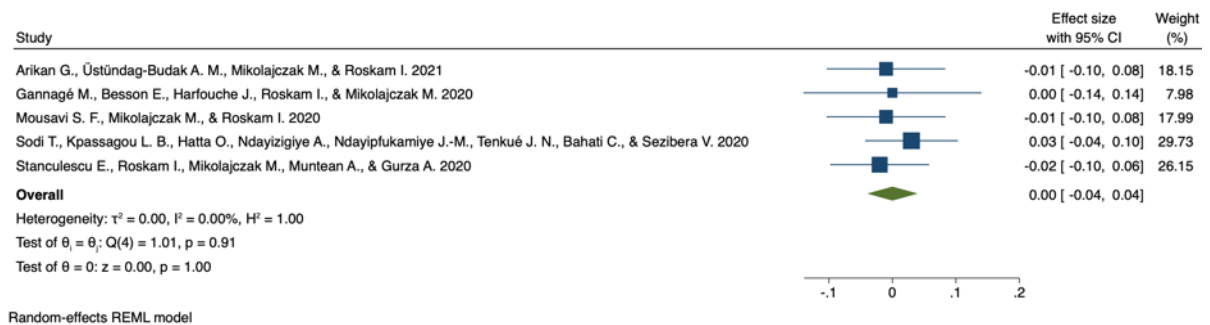 Effect size Weight
Study with 95% CI (%)
Arikan G., Üstündag-Budak A. M., Mikolajczak M., & Roskam I. 2021 -0.01 [ -0.10, 0.08] 18.15
Gannagé M., Besson E., Harfouche J., Roskam I., & Mikolajczak M. 2020 0.00 [ -0.14, 0.14] 7.98
Mousavi S. F., Mikolajczak M., & Roskam I. 2020 -0.01 [ -0.10, 0.08] 17.99
Sodi T., Kpassagou L. B., Hatta O., Ndayizigiye A., Ndayipfukamiye J.-M., Tenkué J. N., Bahati C., & Sezibera V. 2020 0.03 [ -0.04, 0.10] 29.73
Stanculescu E., Roskam I., Mikolajczak M., Muntean A., & Gurza A. 2020 -0.02 [ -0.10, 0.06] 26.15
Overall 0.00 [ -0.04, 0.04]
Heterogeneity: τ² = 0.00, I² = 0.00%, H² = 1.00
Test of θᵢ = θⱼ: Q(4) = 1.01, p = 0.91
Test of θ = 0: z = 0.00, p = 1.00
-.1 0 .1 .2
Random-effects REML model